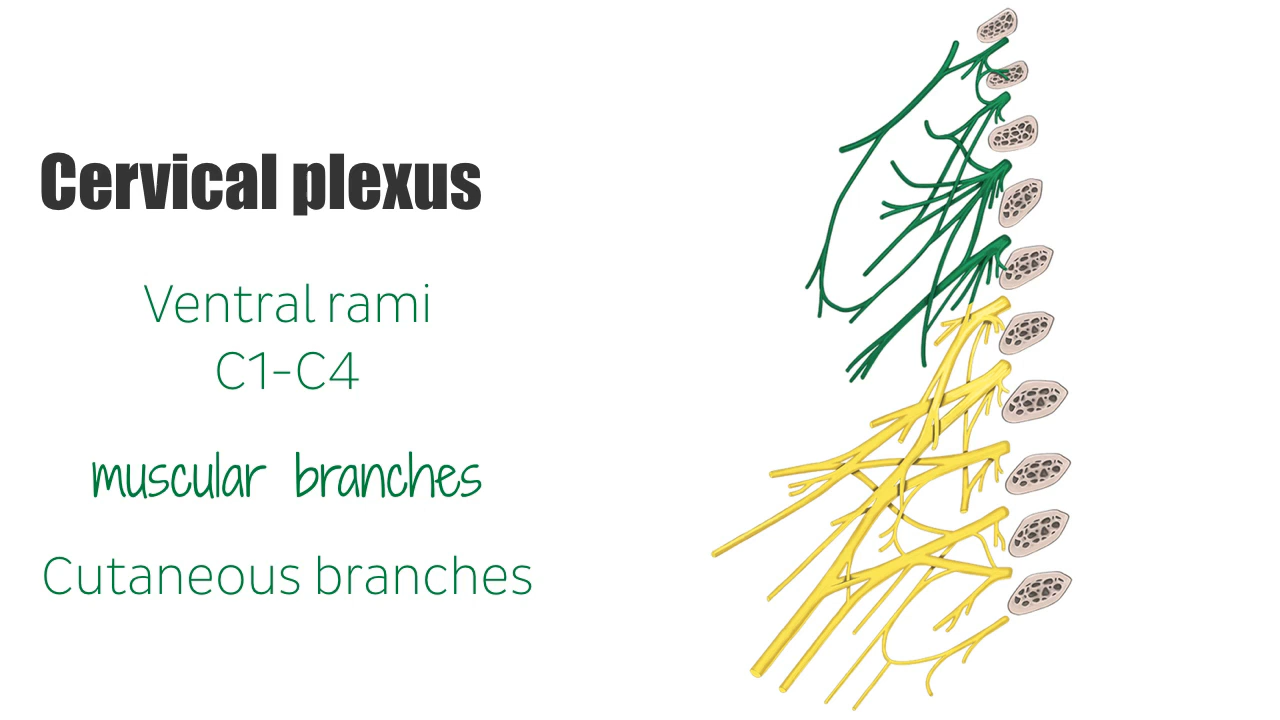 Cervical plexus
Ventral rami
C1-C4
muscular branches
Cutaneous branches